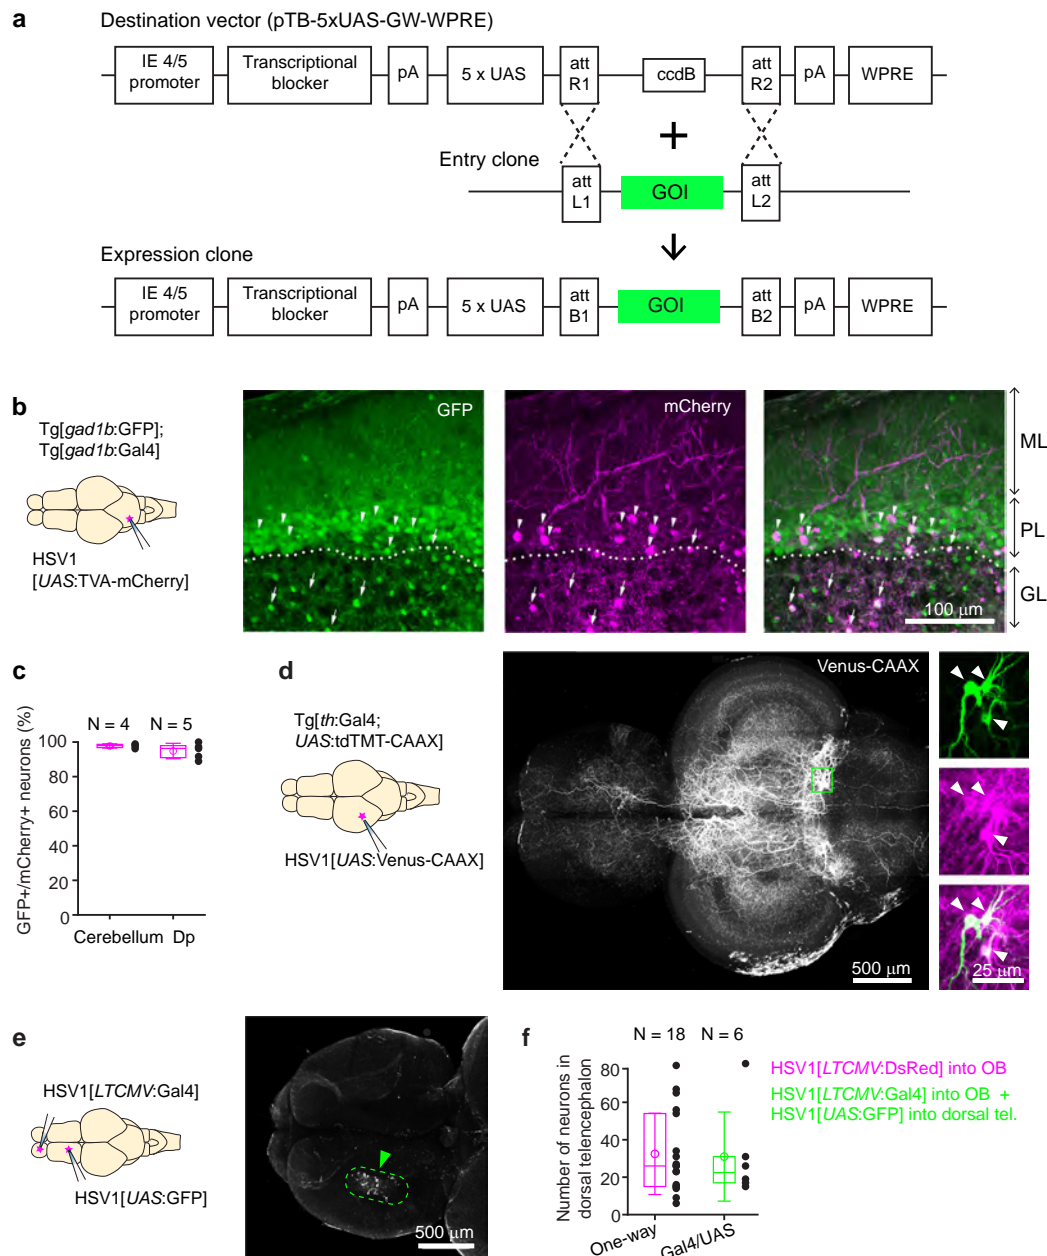 a
Destination vector (pTB-5xUAS-GW-WPRE)
IE 4/5
promoter
Transcriptional
blocker
pA
5 x UAS
att
R1
ccdB
att
R2
pA
WPRE
+
Entry clone
att
L1
GOI
att
L2
Expression clone
IE 4/5
promoter
Transcriptional
blocker
pA
5 x UAS
att
B1
GOI
att
B2
pA
WPRE
b
Tg[gad1b:GFP];
Tg[gad1b:Gal4]
HSV1
[UAS:TVA-mCherry]
GFP
mCherry
ML
PL
GL
100 µm
c
GFP+/mCherry+ neurons (%)
N = 4
N = 5
100
80
60
40
20
0
Cerebellum
Dp
d
Tg[th:Gal4;
UAS:tdTMT-CAAX]
HSV1[UAS:Venus-CAAX]
Venus-CAAX
500 µm
25 µm
e
HSV1[LTCMV:Gal4]
HSV1[UAS:GFP]
500 µm
f
Number of neurons in
dorsal telencephalon
N = 18
N = 6
80
60
40
20
0
One-way
Gal4/UAS
HSV1[LTCMV:DsRed] into OB
HSV1[LTCMV:Gal4] into OB +
HSV1[UAS:GFP] into dorsal tel.